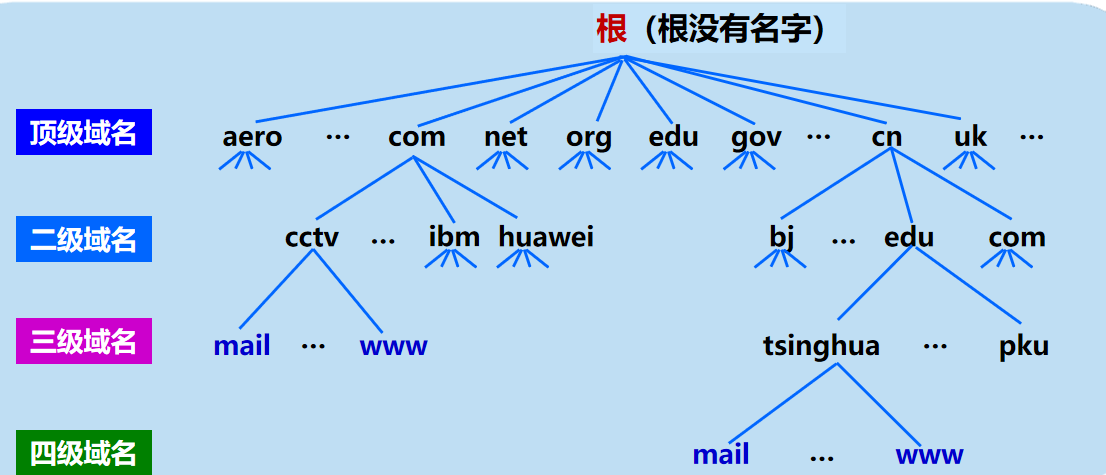 根（根没有名字）
顶级域名 aero … com net org edu gov … cn uk …
二级域名 cctv … ibm huawei bj … edu com
三级域名 mail … www tsinghua … pku
四级域名 mail … www